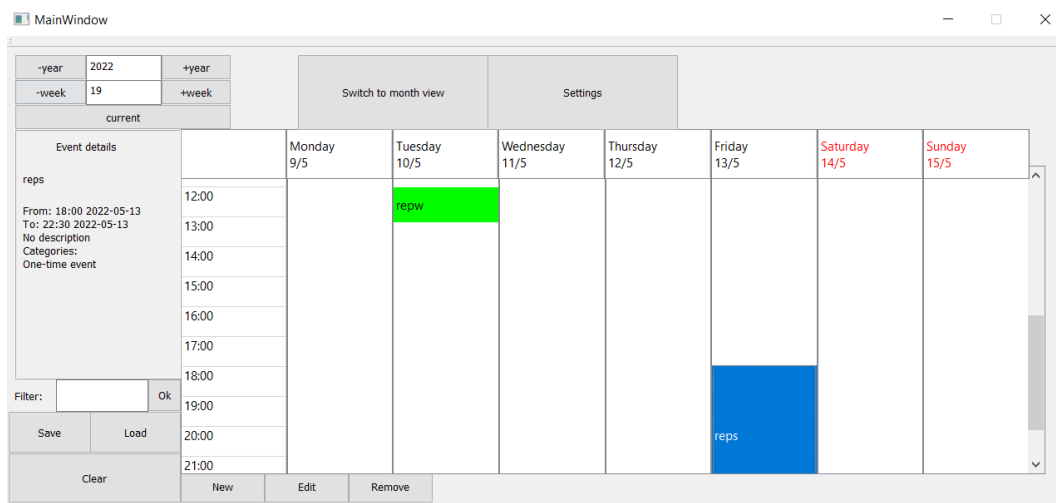 MainWindow
-year 2022 +year
-week 19 +week
current
Switch to month view
Settings
Event details
reps
From: 18:00 2022-05-13
To: 22:30 2022-05-13
No description
Categories:
One-time event
Filter:
Ok
Save
Load
Clear
Monday
9/5
Tuesday
10/5
Wednesday
11/5
Thursday
12/5
Friday
13/5
Saturday
14/5
Sunday
15/5
12:00
repw
13:00
14:00
15:00
16:00
17:00
18:00
19:00
20:00
reps
21:00
New
Edit
Remove